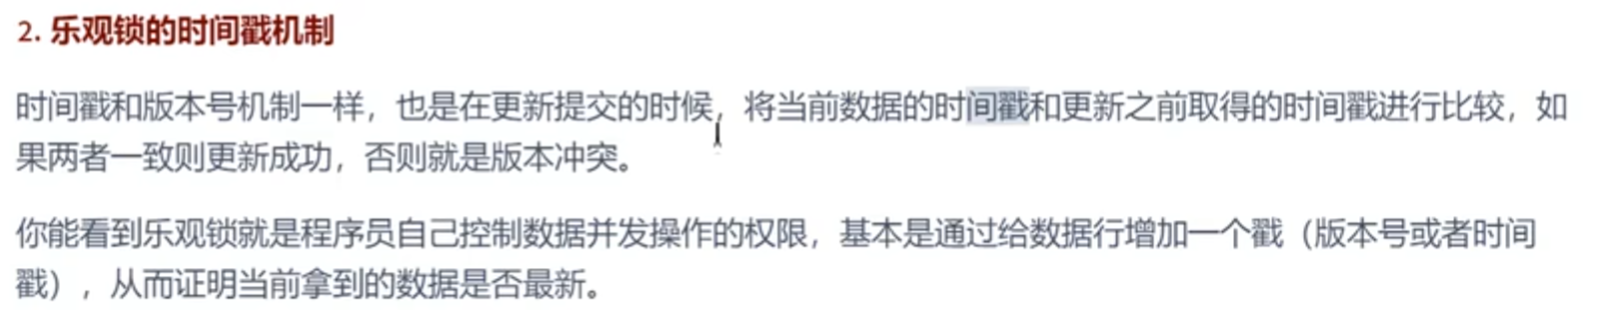 2. 乐观锁的时间戳机制
时间戳和版本号机制一样，也是在更新提交的时候，将当前数据的时间戳和更新之前取得的时间戳进行比较，如
果两者一致则更新成功，否则就是版本冲突。
你能看到乐观锁就是程序员自己控制数据并发操作的权限，基本是通过给数据行增加一个戳（版本号或者时间
戳），从而证明当前拿到的数据是否最新。